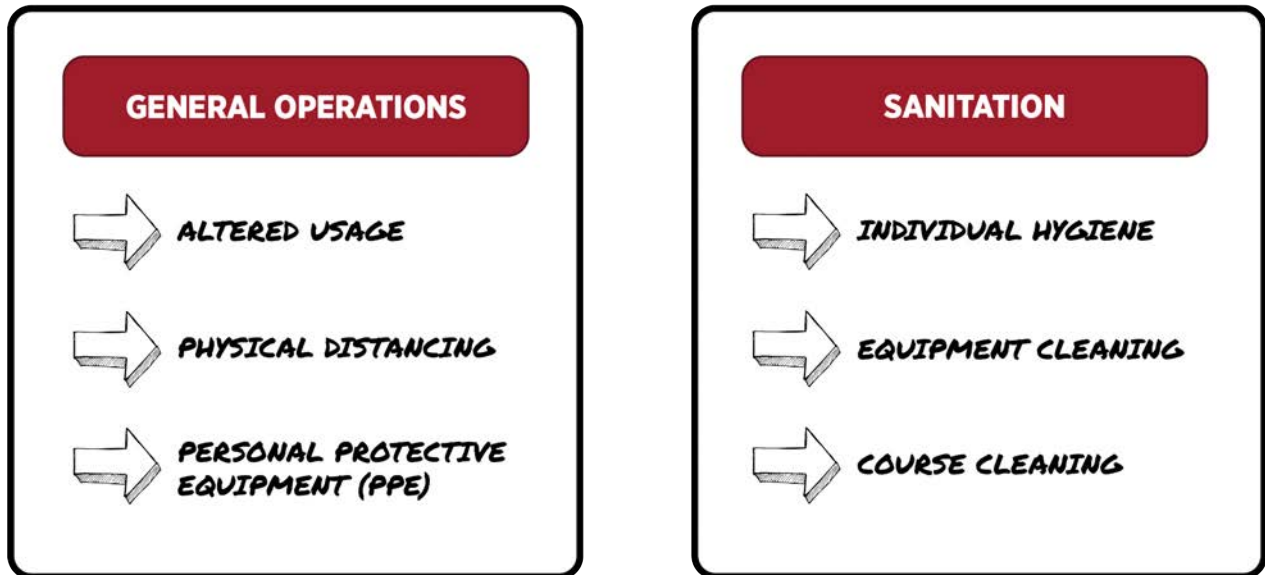 GENERAL OPERATIONS
ALTERED USAGE
PHYSICAL DISTANCING
PERSONAL PROTECTIVE
EQUIPMENT (PPE)
SANITATION
INDIVIDUAL HYGIENE
EQUIPMENT CLEANING
COURSE CLEANING